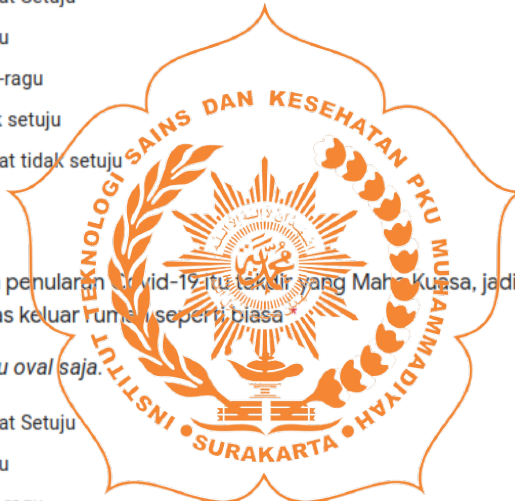 at Setuju
u
-ragu
k setuju
at tidak setuju
INSTITUT TEKNOLOGI SAINS DAN KESEHATAN PKU MUHAMMADIYAH
• SURAKARTA •
penularan Covid-19 itu takdir yang Maha Kuasa, jadi
as keluar rumah seperti biasa *
u oval saja.
at Setuju
u